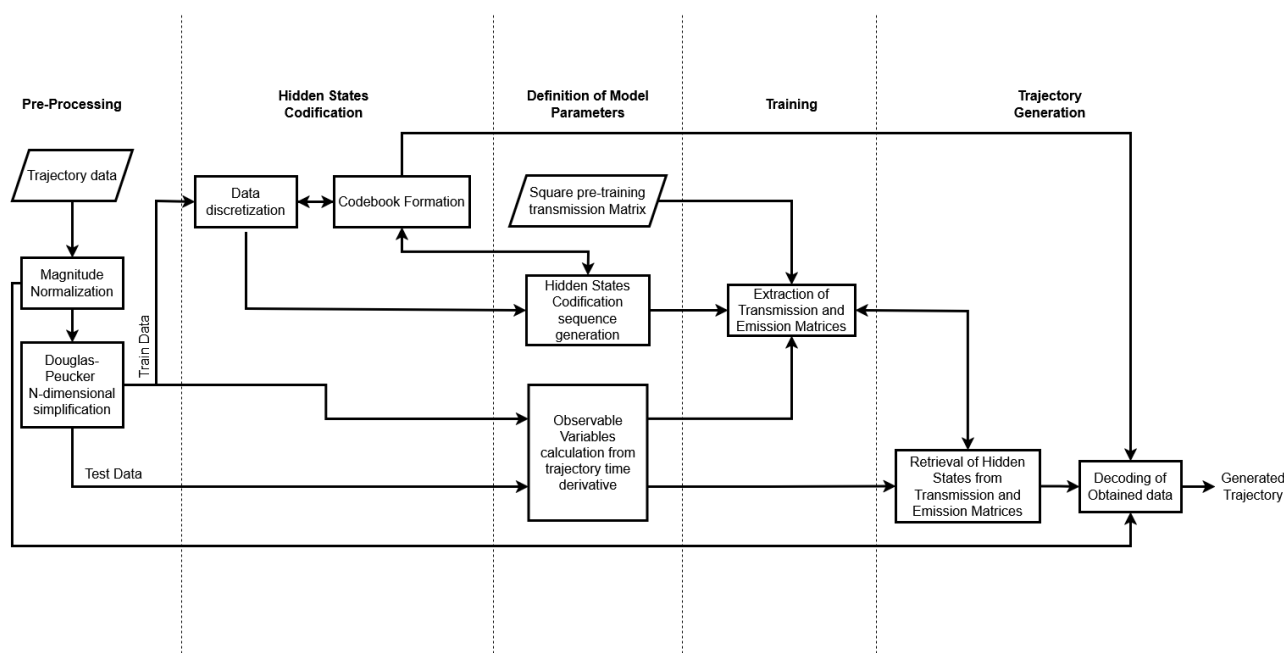 Pre-Processing
Hidden States
Codification
Definition of Model
Parameters
Training
Trajectory
Generation
Trajectory data
Data
discretization
Codebook Formation
Square pre-training
transmission Matrix
Magnitude
Normalization
Hidden States
Codification
sequence
generation
Extraction of
Transmission and
Emission Matrices
Train Data
Douglas-
Peucker
N-dimensional
simplification
Observable
Variables
calculation from
trajectory time
derivative
Test Data
Retrieval of Hidden
States from
Transmission and
Emission Matrices
Decoding of
Obtained data
Generated
Trajectory